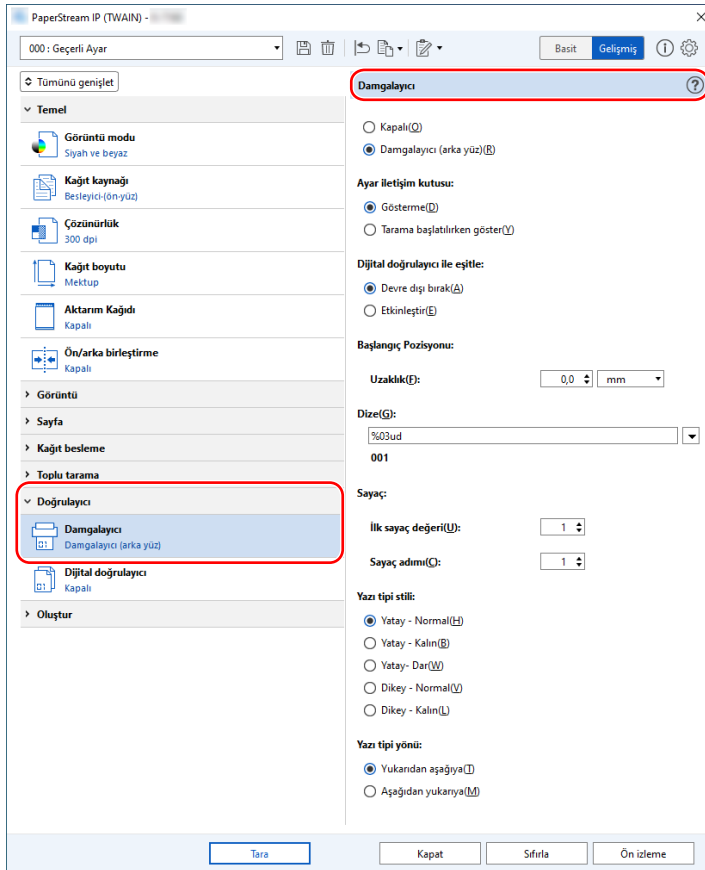 PaperStream IP (TWAIN) -
000 : Geçerli Ayar
Basit
Gelişmiş
Tümünü genişlet
Temel
Görüntü modu
Siyah ve beyaz
Kağıt kaynağı
Besleyici-(ön-yüz)
Çözünürlük
300 dpi
Kağıt boyutu
Mektup
Aktarım Kağıdı
Kapalı
Ön/arka birleştirme
Kapalı
Görüntü
Sayfa
Kağıt besleme
Toplu tarama
Doğrulayıcı
Damgalayıcı
Damgalayıcı (arka yüz)
Dijital doğrulayıcı
Kapalı
Oluştur
Damgalayıcı
Kapalı(O)
Damgalayıcı (arka yüz)(R)
Ayar iletişim kutusu:
Gösterme(D)
Tarama başlatılırken göster(Y)
Dijital doğrulayıcı ile eşitle:
Devre dışı bırak(A)
Etkinleştir(E)
Başlangıç Pozisyonu:
Uzaklık(F): 0,0 mm
Dize(G):
%03ud
001
Sayaç:
İlk sayaç değeri(U): 1
Sayaç adımı(C): 1
Yazı tipi stili:
Yatay - Normal(H)
Yatay - Kalın(B)
Yatay- Dar(W)
Dikey - Normal(V)
Dikey - Kalın(L)
Yazı tipi yönü:
Yukarıdan aşağıya(T)
Aşağıdan yukarıya(M)
Tara
Kapat
Sıfırla
Ön izleme